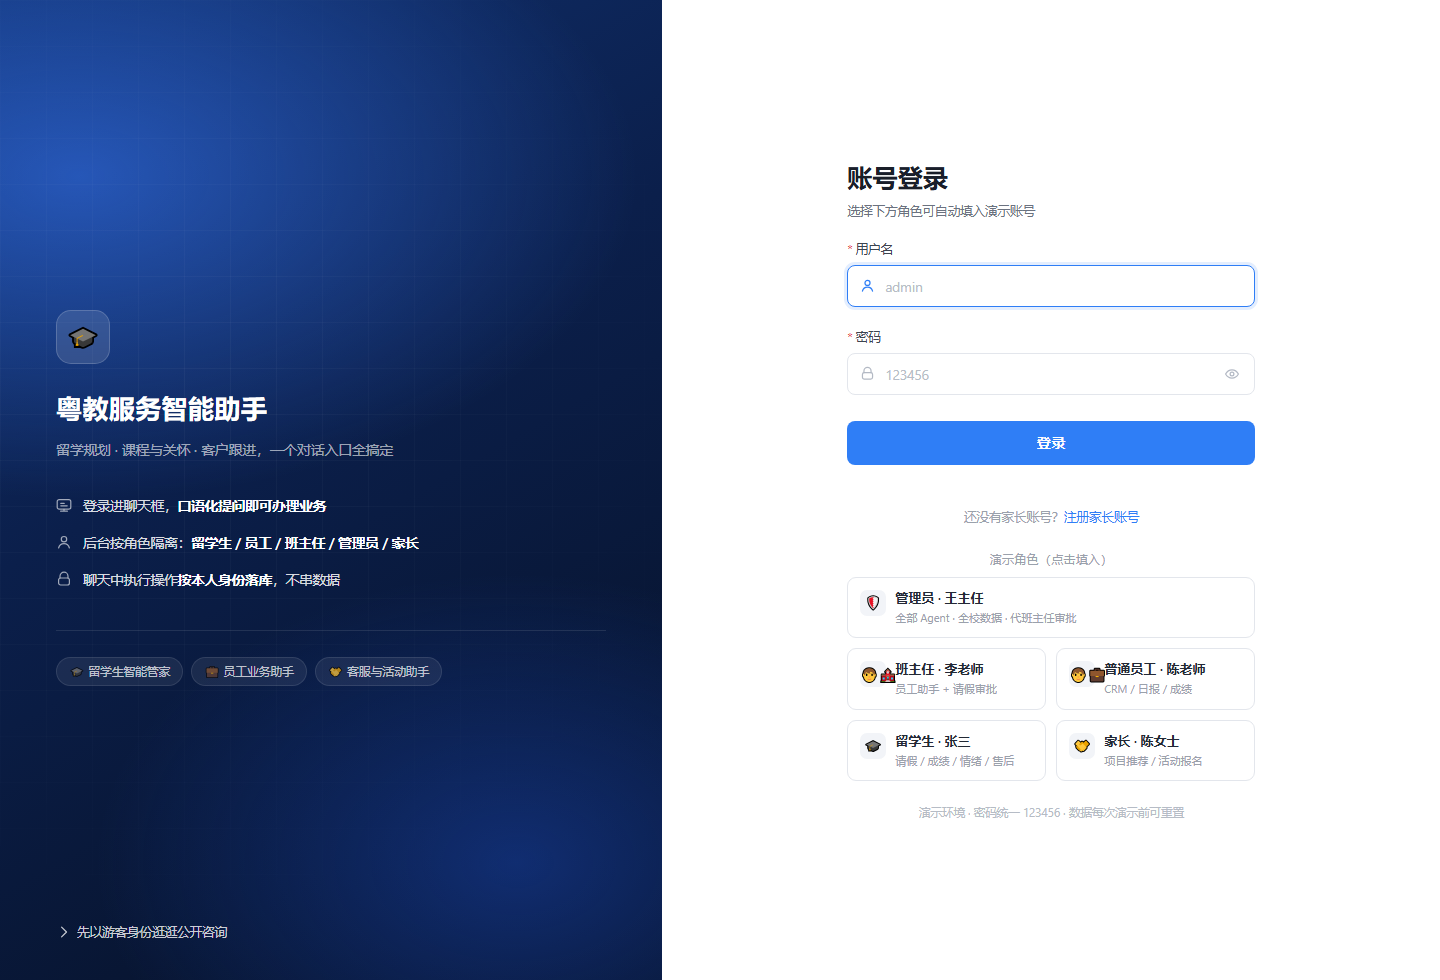 粤教服务智能助手
留学规划 · 课程与关怀 · 客户跟进，一个对话入口全搞定
登录进聊天框，口语化提问即可办理业务
后台按角色隔离：留学生 / 员工 / 班主任 / 管理员 / 家长
聊天中执行操作按本人身份落库，不串数据
留学生智能管家
员工业务助手
客服与活动助手
先以游客身份逛逛公开咨询
账号登录
选择下方角色可自动填入演示账号
* 用户名
admin
* 密码
123456
登录
还没有家长账号？注册家长账号
演示角色（点击填入）
管理员 · 王主任
全部 Agent · 全校数据 · 代班主任审批
班主任 · 李老师
员工助手 + 请假审批
普通员工 · 陈老师
CRM / 日报 / 成绩
留学生 · 张三
请假 / 成绩 / 情绪 / 售后
家长 · 陈女士
项目推荐 / 活动报名
演示环境 · 密码统一 123456 · 数据每次演示前可重置